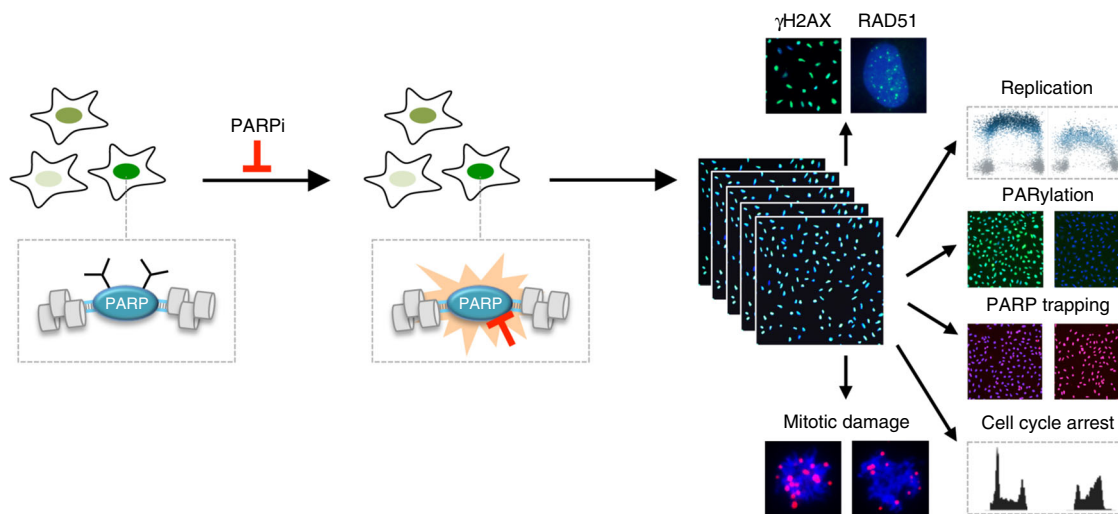 γH2AX
RAD51
Replication
PARPi
PARylation
PARP
PARP
PARP trapping
Mitotic damage
Cell cycle arrest